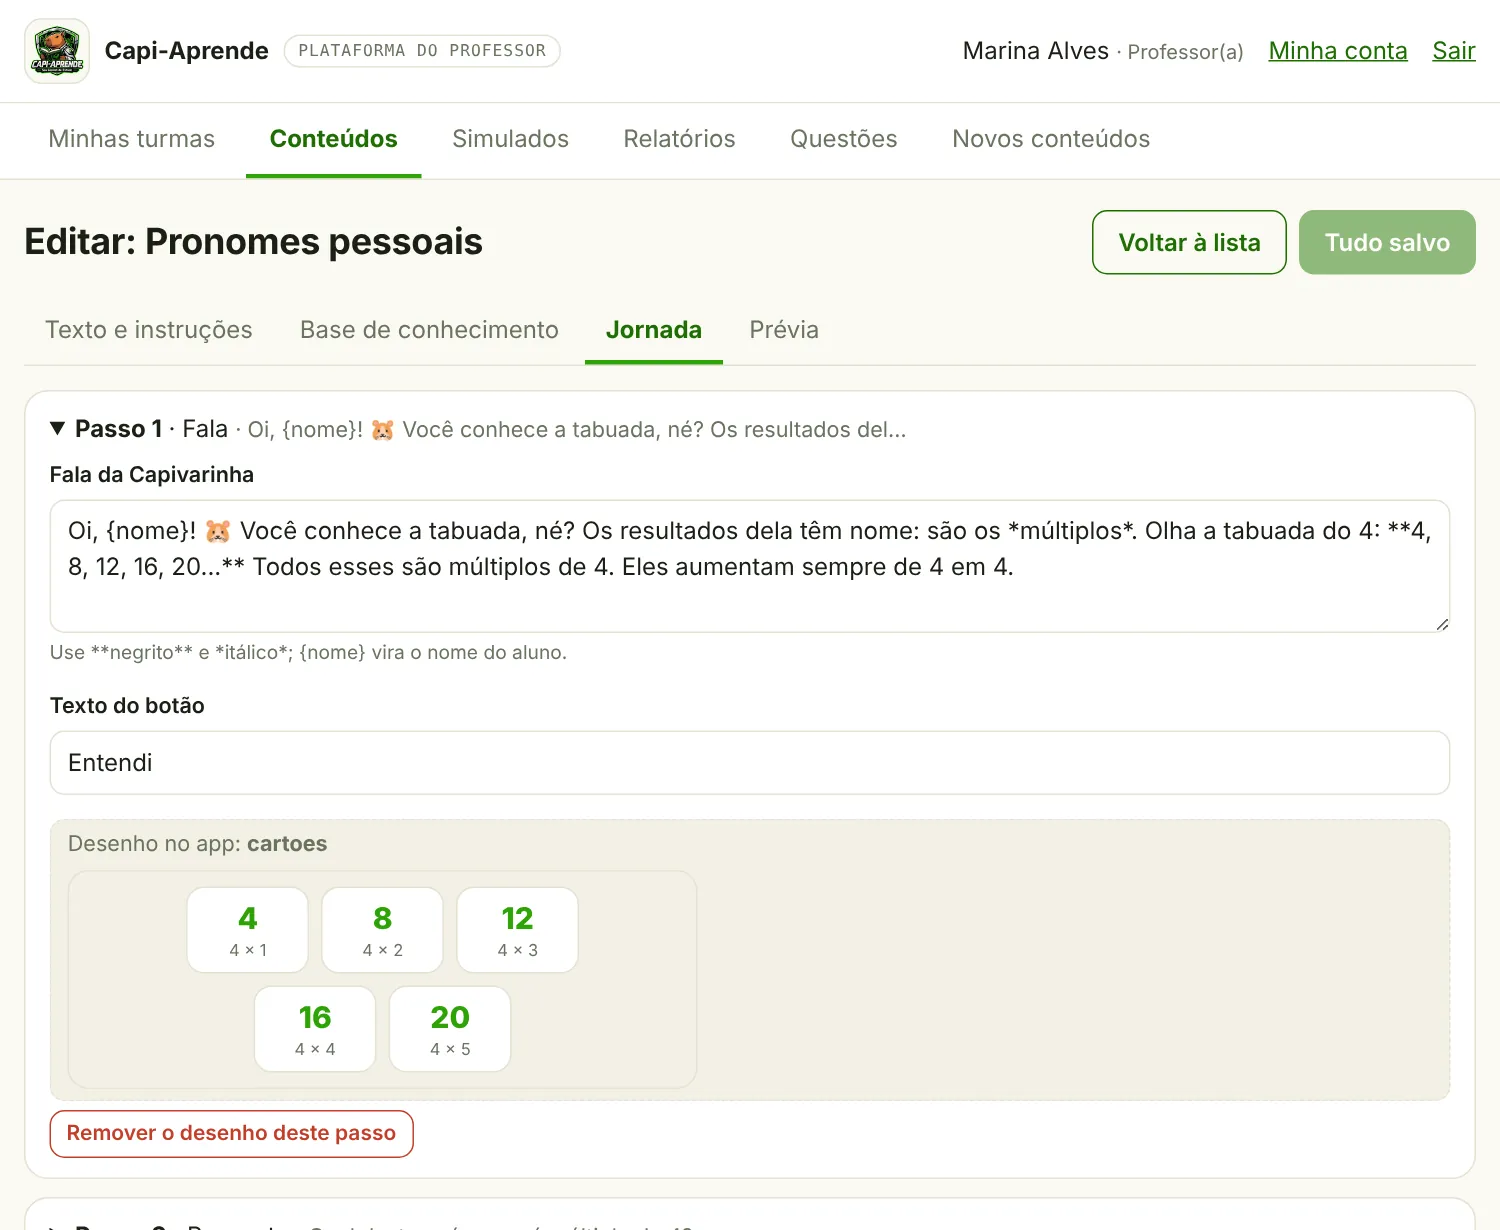 CAPI-APRENDE
Capi-Aprende
PLATAFORMA DO PROFESSOR
Marina Alves · Professor(a)
Minha conta
Sair
Minhas turmas
Conteúdos
Simulados
Relatórios
Questões
Novos conteúdos
Editar: Pronomes pessoais
Voltar à lista
Tudo salvo
Texto e instruções
Base de conhecimento
Jornada
Prévia
▼ Passo 1 · Fala · Oi, {nome}! 🐹 Você conhece a tabuada, né? Os resultados del...
Fala da Capivarinha
Oi, {nome}! 🐹 Você conhece a tabuada, né? Os resultados dela têm nome: são os *múltiplos*. Olha a tabuada do 4: **4,
8, 12, 16, 20...** Todos esses são múltiplos de 4. Eles aumentam sempre de 4 em 4.
Use **negrito** e *itálico*; {nome} vira o nome do aluno.
Texto do botão
Entendi
Desenho no app: cartoes
4
8
12
4 × 1
4 × 2
4 × 3
16
20
4 × 4
4 × 5
Remover o desenho deste passo